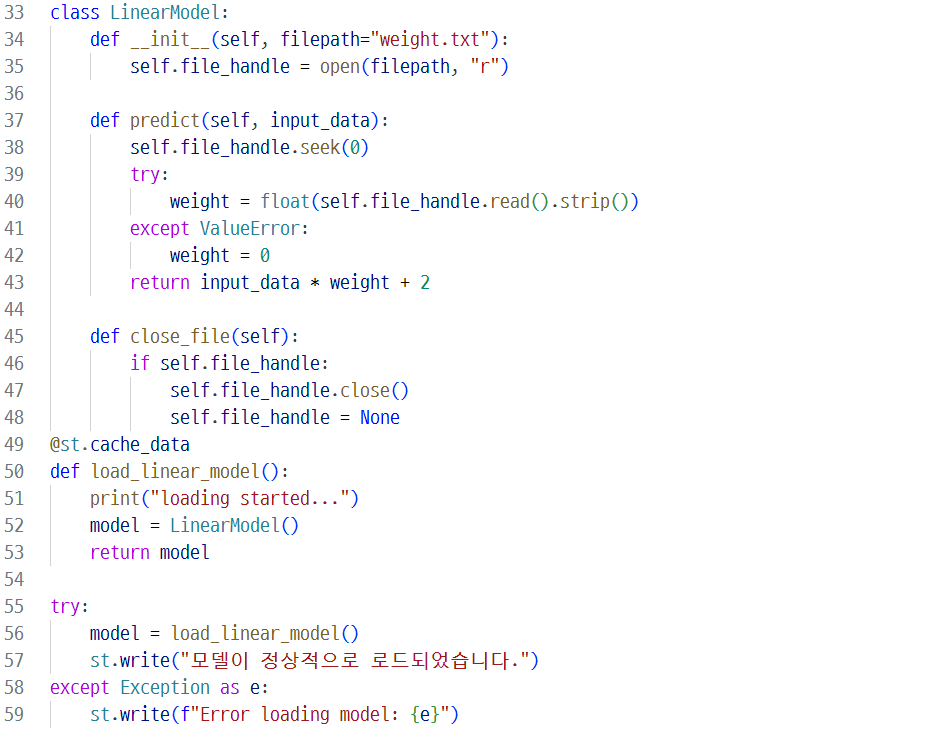 33 class LinearModel:
34     def __init__(self, filepath="weight.txt"):
35         self.file_handle = open(filepath, "r")
36
37     def predict(self, input_data):
38         self.file_handle.seek(0)
39         try:
40             weight = float(self.file_handle.read().strip())
41         except ValueError:
42             weight = 0
43         return input_data * weight + 2
44
45     def close_file(self):
46         if self.file_handle:
47             self.file_handle.close()
48             self.file_handle = None
49 @st.cache_data
50 def load_linear_model():
51     print("loading started...")
52     model = LinearModel()
53     return model
54
55 try:
56     model = load_linear_model()
57     st.write("모델이 정상적으로 로드되었습니다.")
58 except Exception as e:
59     st.write(f"Error loading model: {e}")